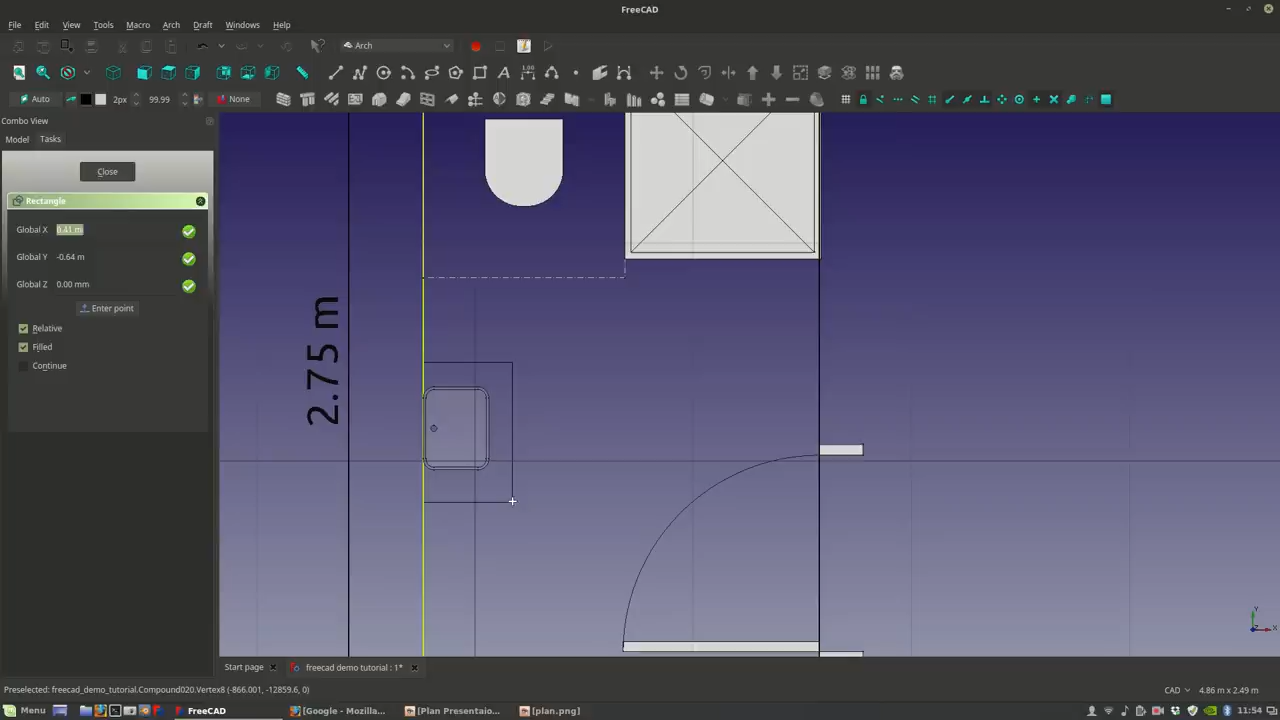 FreeCAD
File Edit View Tools Macro Arch Draft Windows Help
Arch
Auto 2px 99.99 None
Combo View
Model Tasks
Close
Rectangle
Global X 0.41 m
Global Y -0.64 m
Global Z 0.00 mm
Enter point
Relative
Filled
Continue
2.75 m
Y
X
Start page freecad demo tutorial : 1*
Preselected: freecad_demo_tutorial.Compound020.Vertex8 (-866.001, -12859.6, 0) CAD 4.86 m x 2.49 m
Menu FreeCAD [Google - Mozilla... [Plan Presentaio... [plan.png] 11:54